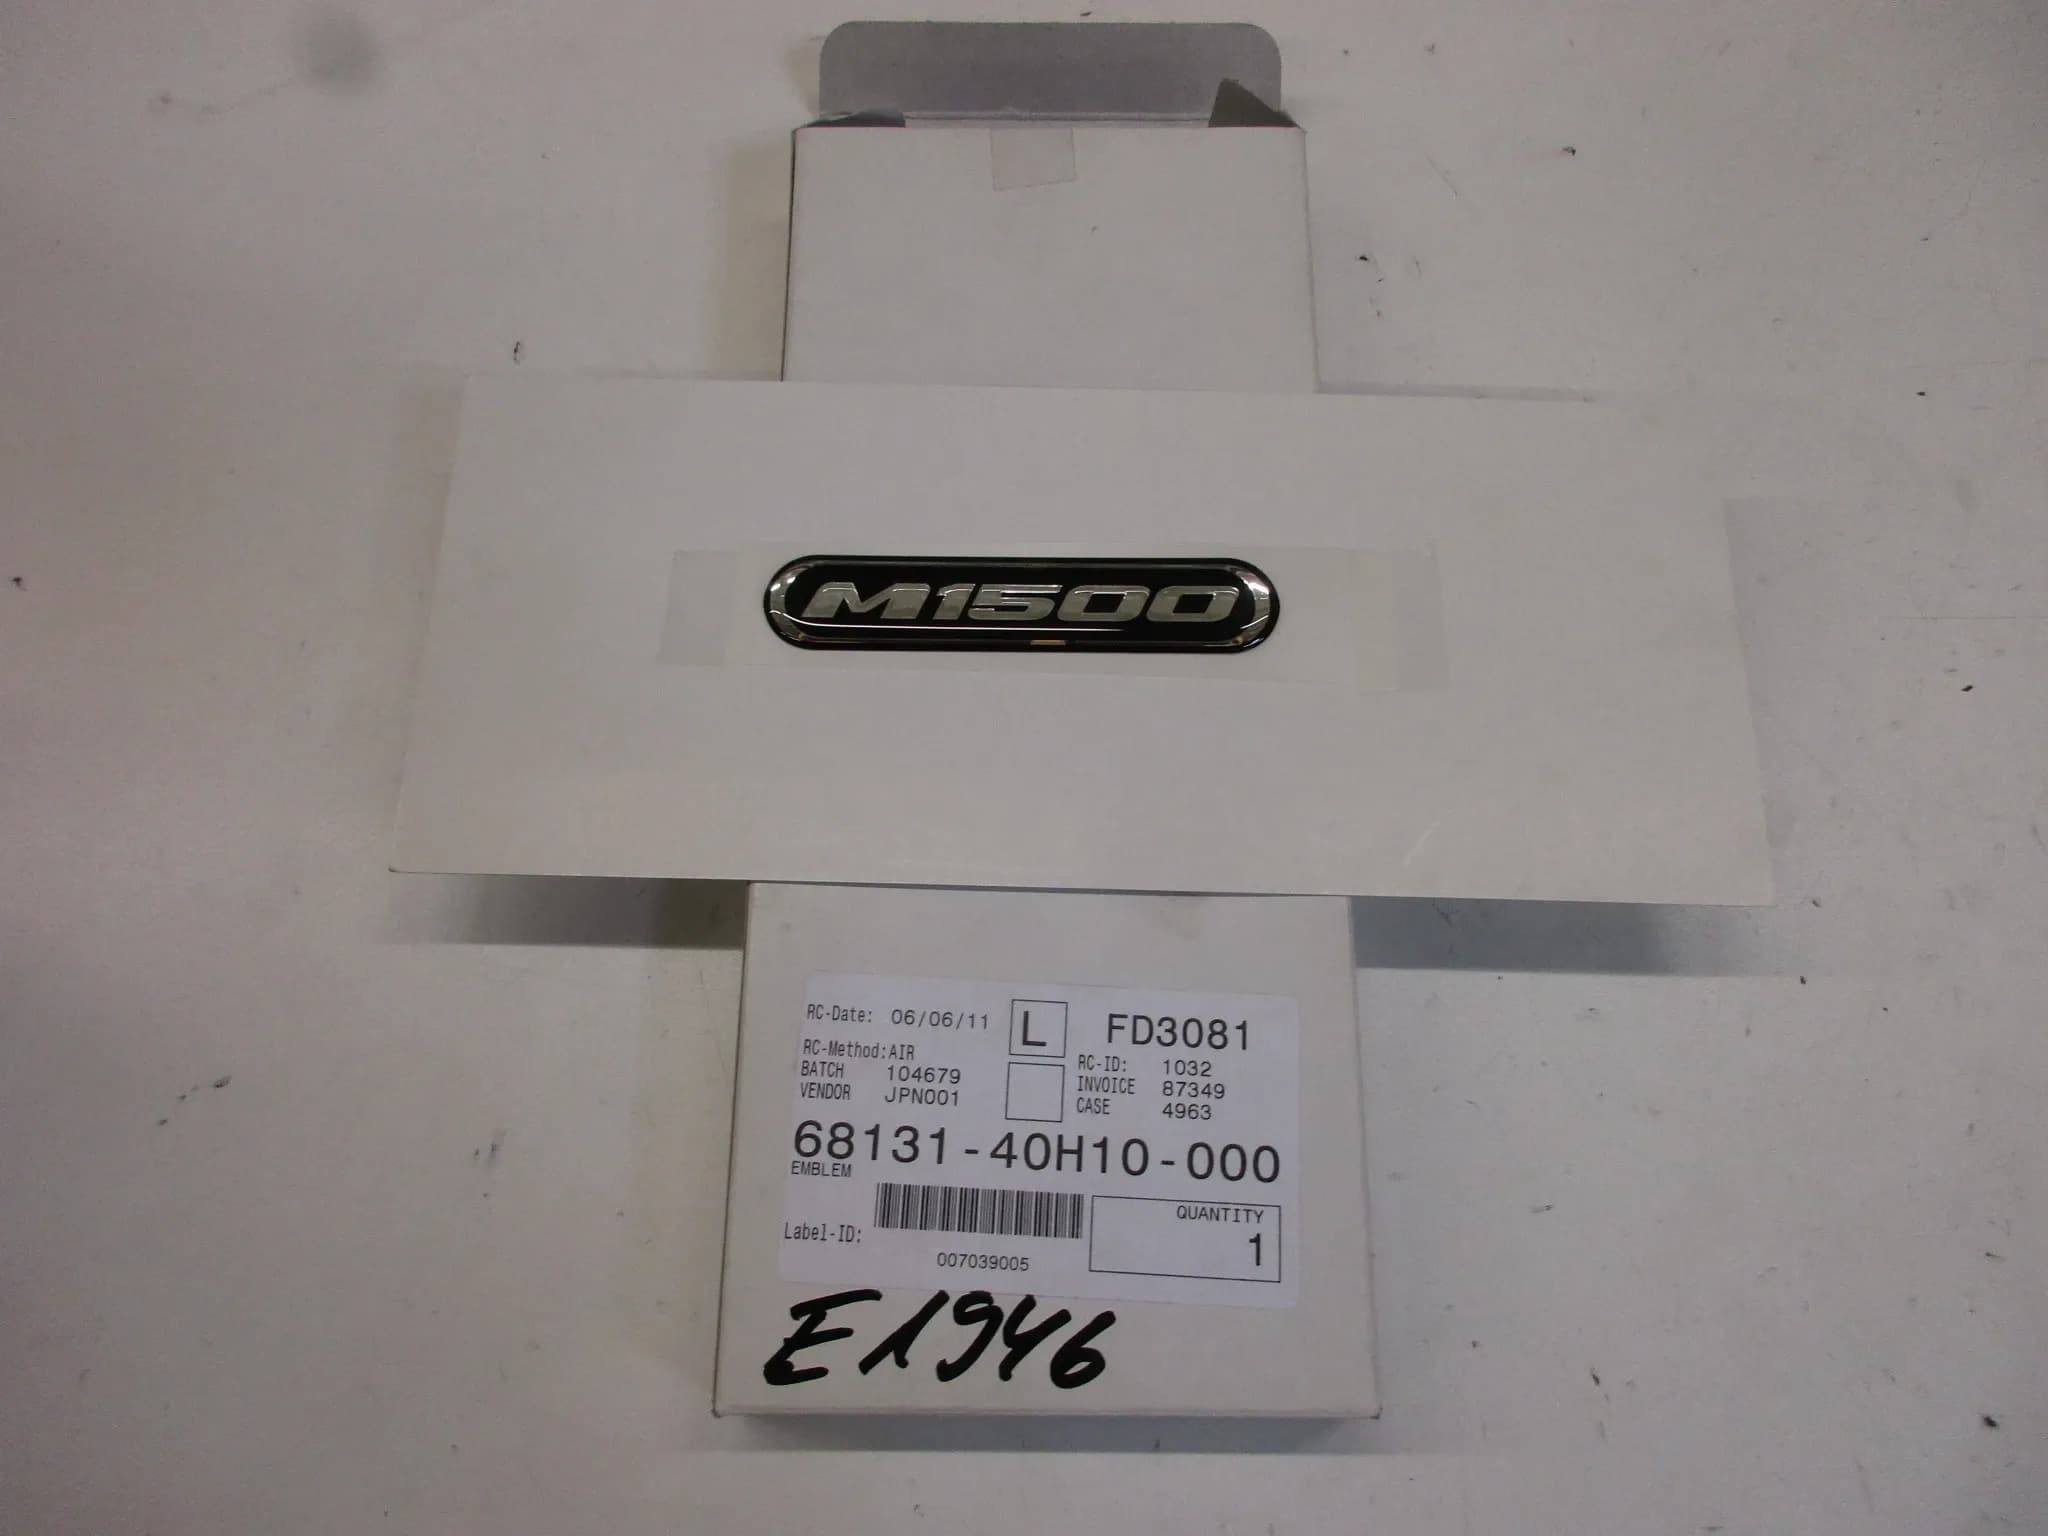 M1500
RC-Date: 06/06/11 L FD3081
RC-Method:AIR RC-ID: 1032
BATCH 104679 INVOICE 87349
VENDOR JPN001 CASE 4963
68131-40H10-000
EMBLEM
QUANTITY
Label-ID: 1
007039005
E1946